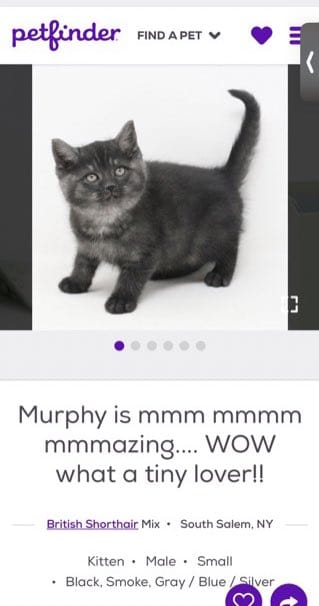 petfinder FIND A PET
Murphy is mmm mmmm
mmmazing.... WOW
what a tiny lover!!
British Shorthair Mix • South Salem, NY
Kitten • Male • Small
• Black, Smoke, Gray / Blue / Silver